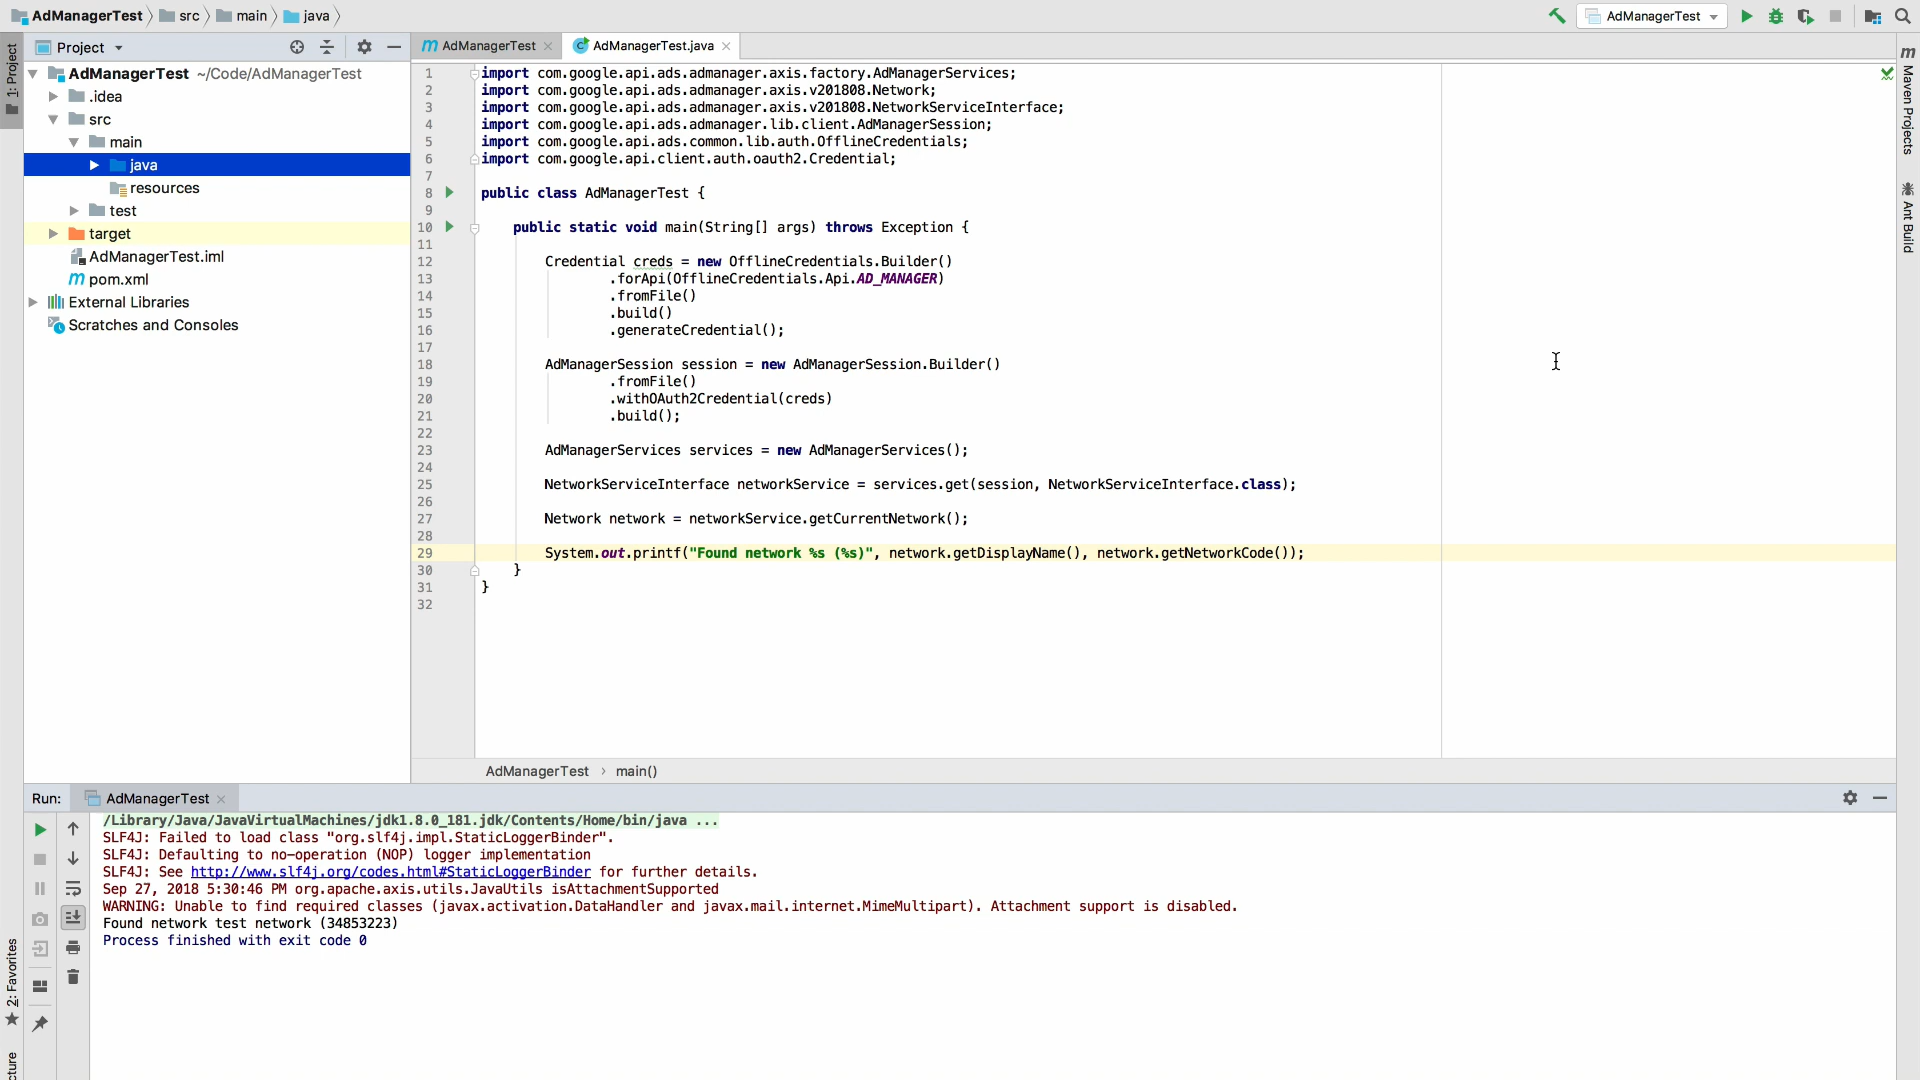 AdManagerTest src main java AdManagerTest
1: Project
Project
AdManagerTest AdManagerTest.java
AdManagerTest ~/Code/AdManagerTest
.idea
src
main
java
resources
test
target
AdManagerTest.iml
pom.xml
External Libraries
Scratches and Consoles
1 import com.google.api.ads.admanager.axis.factory.AdManagerServices;
2 import com.google.api.ads.admanager.axis.v201808.Network;
3 import com.google.api.ads.admanager.axis.v201808.NetworkServiceInterface;
4 import com.google.api.ads.admanager.lib.client.AdManagerSession;
5 import com.google.api.ads.common.lib.auth.OfflineCredentials;
6 import com.google.api.client.auth.oauth2.Credential;
7
8 public class AdManagerTest {
9
10 public static void main(String[] args) throws Exception {
11
12 Credential creds = new OfflineCredentials.Builder()
13 .forApi(OfflineCredentials.Api.AD_MANAGER)
14 .fromFile()
15 .build()
16 .generateCredential();
17
18 AdManagerSession session = new AdManagerSession.Builder()
19 .fromFile()
20 .withOAuth2Credential(creds)
21 .build();
22
23 AdManagerServices services = new AdManagerServices();
24
25 NetworkServiceInterface networkService = services.get(session, NetworkServiceInterface.class);
26
27 Network network = networkService.getCurrentNetwork();
28
29 System.out.printf("Found network %s (%s)", network.getDisplayName(), network.getNetworkCode());
30 }
31 }
32
AdManagerTest › main()
m Maven Projects
Ant Build
Run: AdManagerTest
/Library/Java/JavaVirtualMachines/jdk1.8.0_181.jdk/Contents/Home/bin/java ...
SLF4J: Failed to load class "org.slf4j.impl.StaticLoggerBinder".
SLF4J: Defaulting to no-operation (NOP) logger implementation
SLF4J: See http://www.slf4j.org/codes.html#StaticLoggerBinder for further details.
Sep 27, 2018 5:30:46 PM org.apache.axis.utils.JavaUtils isAttachmentSupported
WARNING: Unable to find required classes (javax.activation.DataHandler and javax.mail.internet.MimeMultipart). Attachment support is disabled.
Found network test network (34853223)
Process finished with exit code 0
2: Favorites
cture